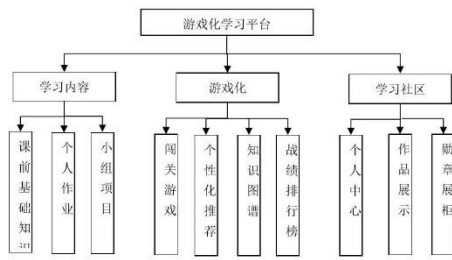 游戏化学习平台
学习内容
游戏化
学习社区
课前基础知识
个人作业
小组项目
闯关游戏
个性化推荐
知识图谱
战绩排行榜
个人中心
作品展示
勋章展框